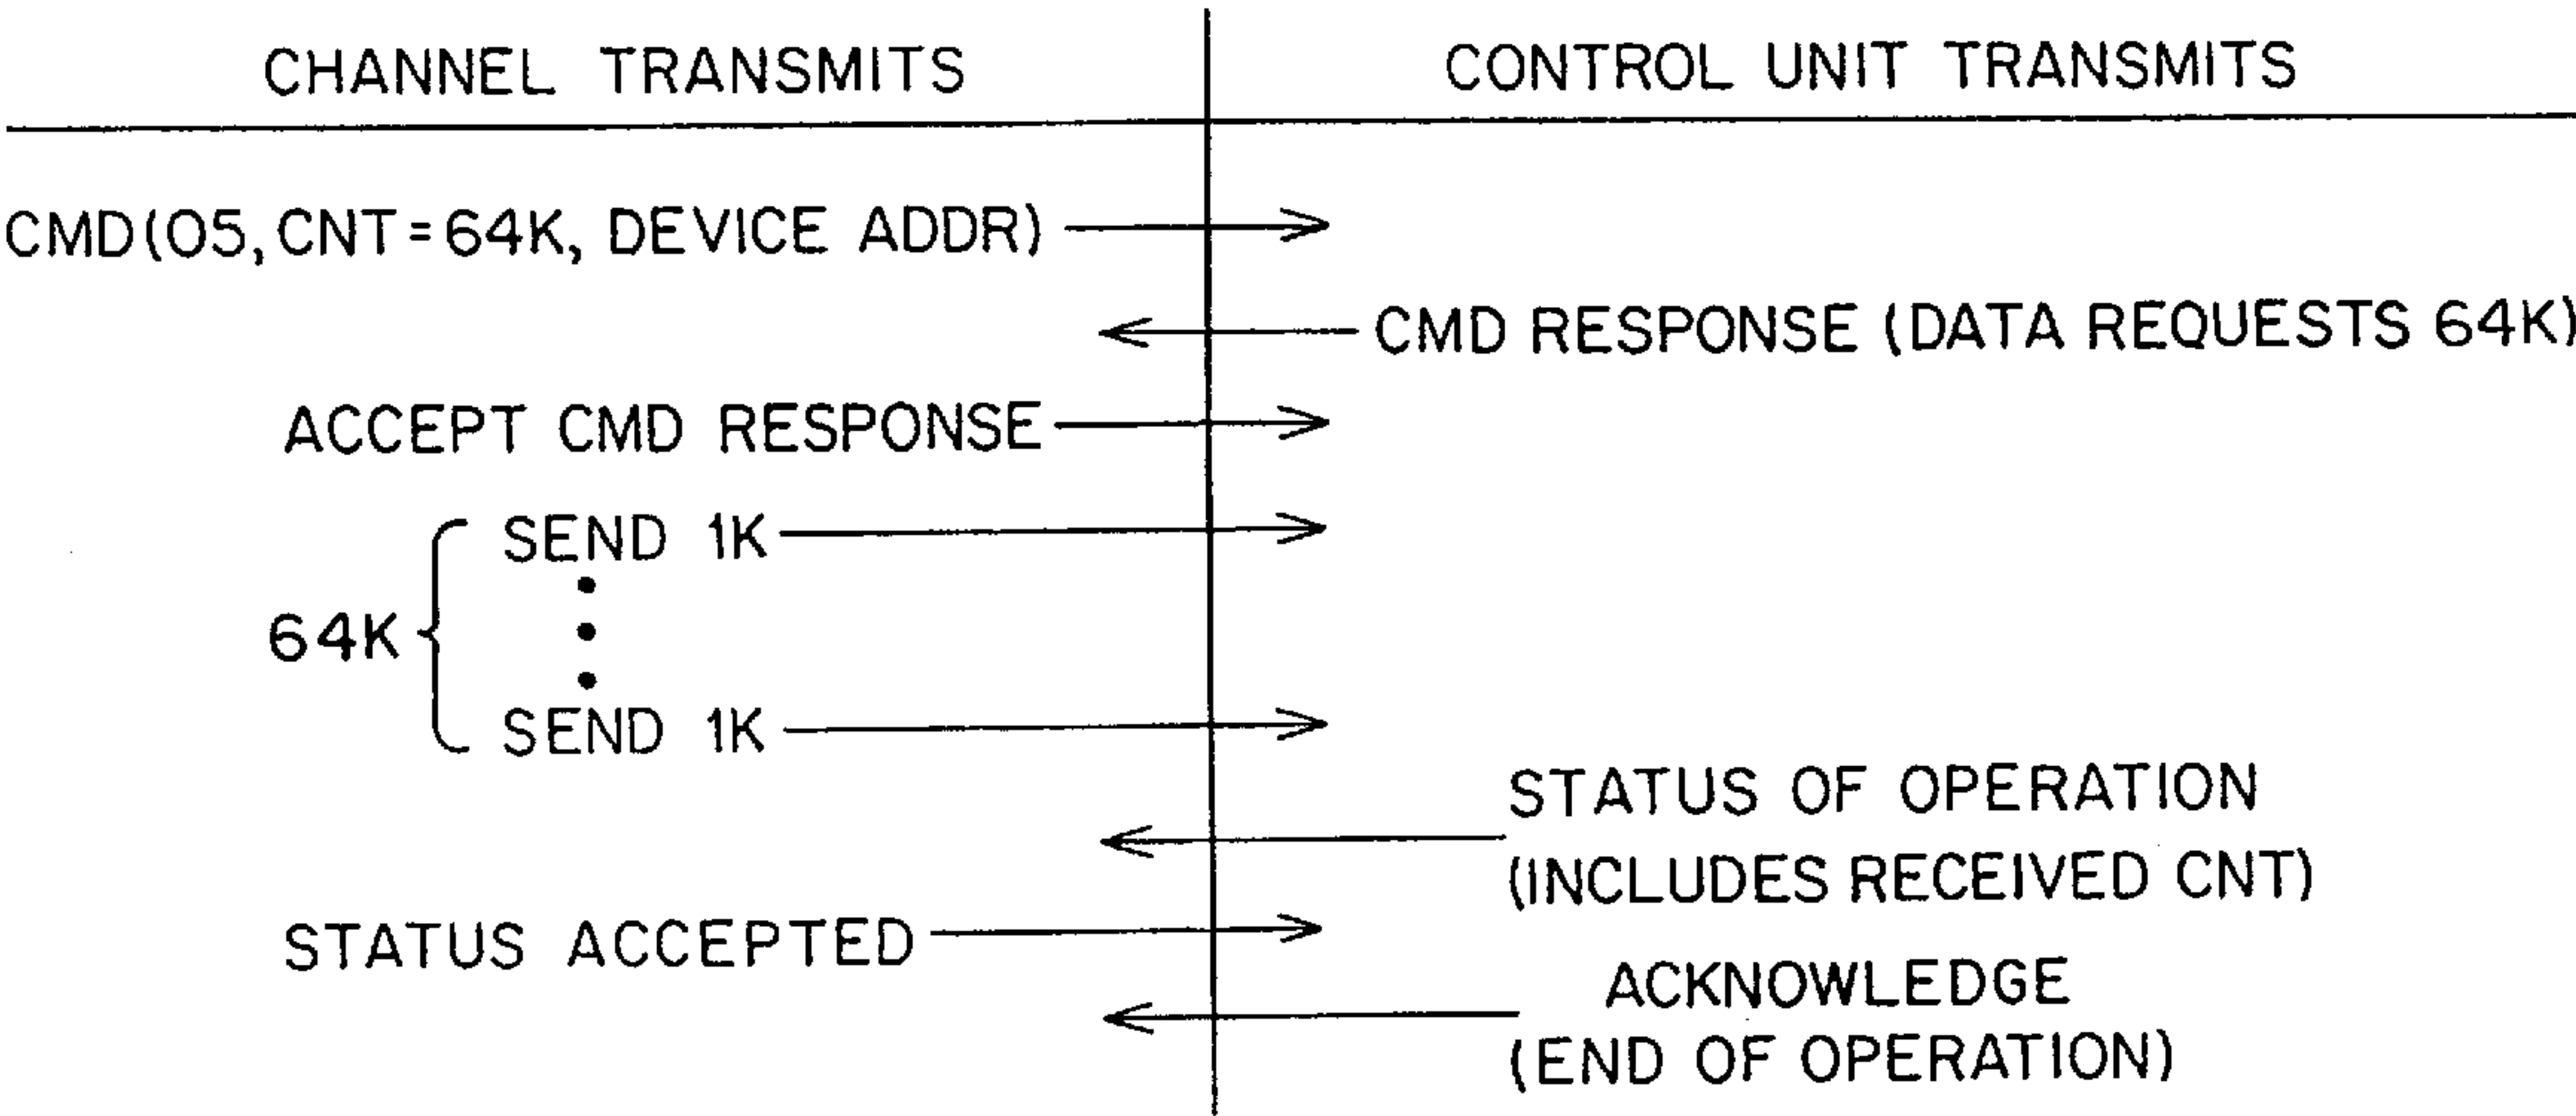 CHANNEL TRANSMITS
CONTROL UNIT TRANSMITS
CMD(05, CNT = 64K, DEVICE ADDR)
CMD RESPONSE (DATA REQUESTS 64K)
ACCEPT CMD RESPONSE
SEND 1K
64K
SEND 1K
STATUS OF OPERATION
(INCLUDES RECEIVED CNT)
STATUS ACCEPTED
ACKNOWLEDGE
(END OF OPERATION)